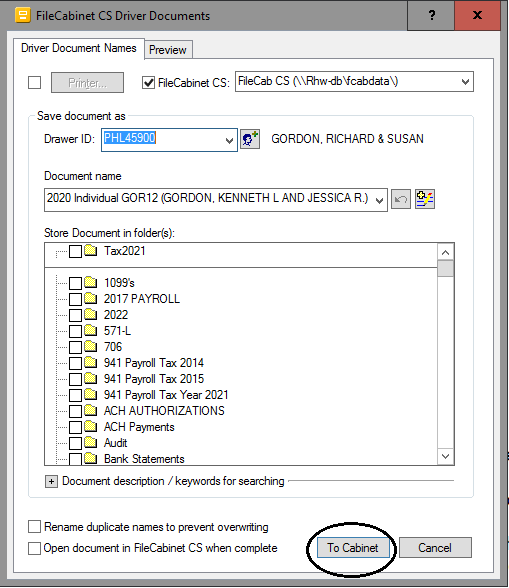 FileCabinet CS Driver Documents
? X
Driver Document Names Preview
Printer... FileCabinet CS: FileCab CS (\\Rhw-db\fcabdata\)
Save document as
Drawer ID: PHL45900 GORDON, RICHARD & SUSAN
Document name
2020 Individual GOR12 (GORDON, KENNETH L AND JESSICA R.)
Store Document in folder(s):
Tax2021
1099's
2017 PAYROLL
2022
571-L
706
941 Payroll Tax 2014
941 Payroll Tax 2015
941 Payroll Tax Year 2021
ACH AUTHORIZATIONS
ACH Payments
Audit
Bank Statements
+ Document description / keywords for searching
Rename duplicate names to prevent overwriting
Open document in FileCabinet CS when complete To Cabinet Cancel